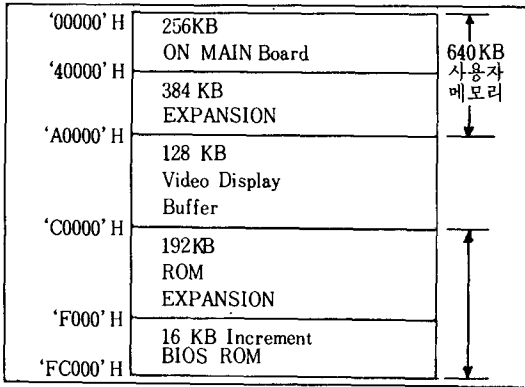 '00000' H
256KB
ON MAIN Board
640KB
사용자
메모리
'40000' H
384 KB
EXPANSION
'A0000' H
128 KB
Video Display
Buffer
'C0000' H
192KB
ROM
EXPANSION
'F000' H
16 KB Increment
BIOS ROM
'FC000' H